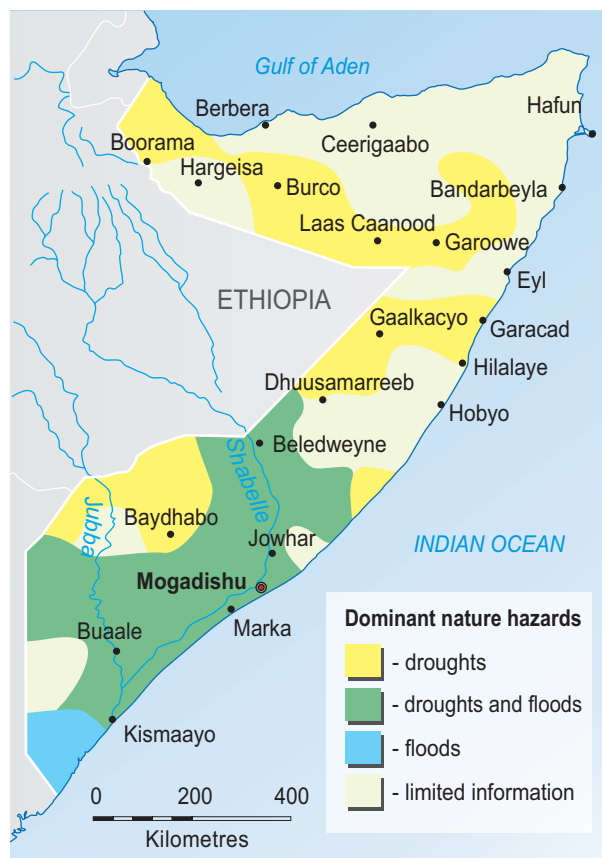 Gulf of Aden
Hafun
Berbera
Ceerigaabo
Boorama
Hargeisa
Burco
Bandarbeyla
Laas Caanood
Garoowe
Eyl
ETHIOPIA
Gaalkacyo
Garacad
Hilalaye
Dhuusamarreeb
Hobyo
Beledweyne
Shabelle
Jubba
Baydhabo
Jowhar
INDIAN OCEAN
Mogadishu
Marka
Buaale
Kismaayo
Dominant nature hazards
- droughts
- droughts and floods
- floods
- limited information
0 200 400
Kilometres